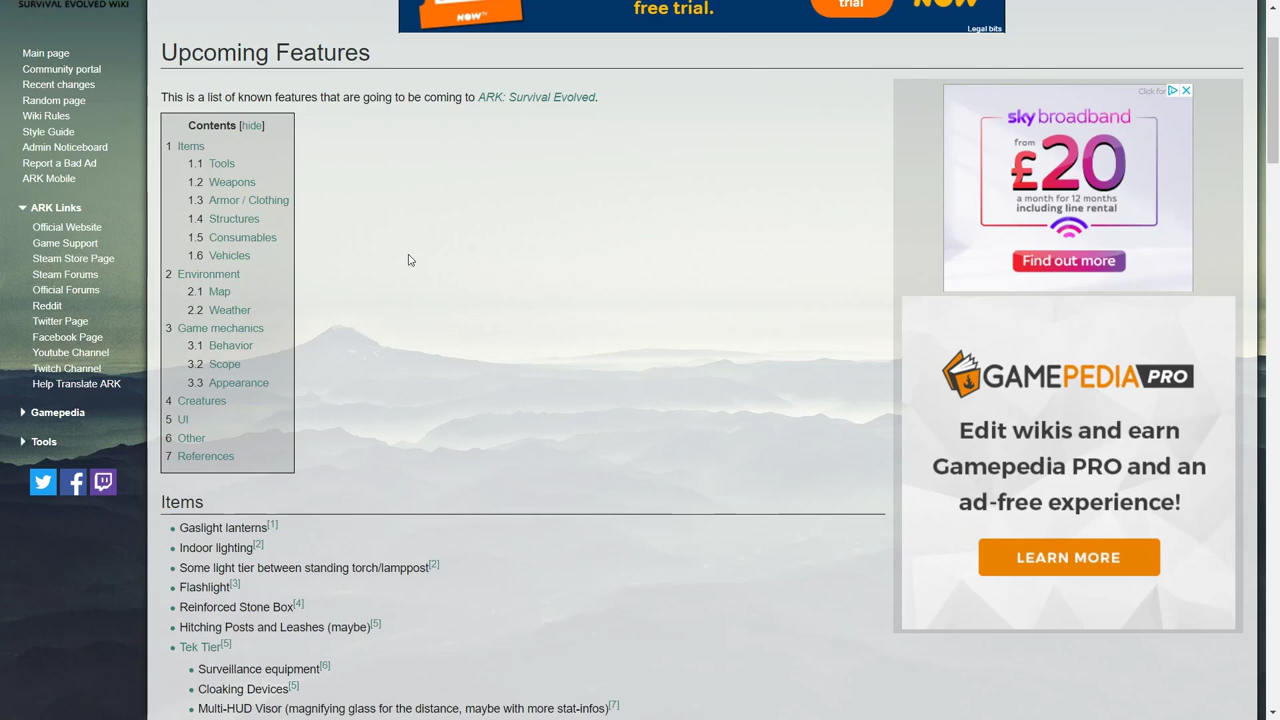 SURVIVAL EVOLVED WIKI
Main page
Community portal
Recent changes
Random page
Wiki Rules
Style Guide
Admin Noticeboard
Report a Bad Ad
ARK Mobile
ARK Links
Official Website
Game Support
Steam Store Page
Steam Forums
Official Forums
Reddit
Twitter Page
Facebook Page
Youtube Channel
Twitch Channel
Help Translate ARK
Gamepedia
Tools
NOW™
free trial.
trial
NOW
Legal bits
Upcoming Features
This is a list of known features that are going to be coming to ARK: Survival Evolved.
Contents [hide]
1 Items
1.1 Tools
1.2 Weapons
1.3 Armor / Clothing
1.4 Structures
1.5 Consumables
1.6 Vehicles
2 Environment
2.1 Map
2.2 Weather
3 Game mechanics
3.1 Behavior
3.2 Scope
3.3 Appearance
4 Creatures
5 UI
6 Other
7 References
Items
Gaslight lanterns[1]
Indoor lighting[2]
Some light tier between standing torch/lamppost[2]
Flashlight[3]
Reinforced Stone Box[4]
Hitching Posts and Leashes (maybe)[5]
Tek Tier[5]
Surveillance equipment[6]
Cloaking Devices[5]
Multi-HUD Visor (magnifying glass for the distance, maybe with more stat-infos)[7]
Click for
sky broadband
from
£20
a month for 12 months
including line rental
Find out more
GAMEPEDIA PRO
Edit wikis and earn
Gamepedia PRO and an
ad-free experience!
LEARN MORE